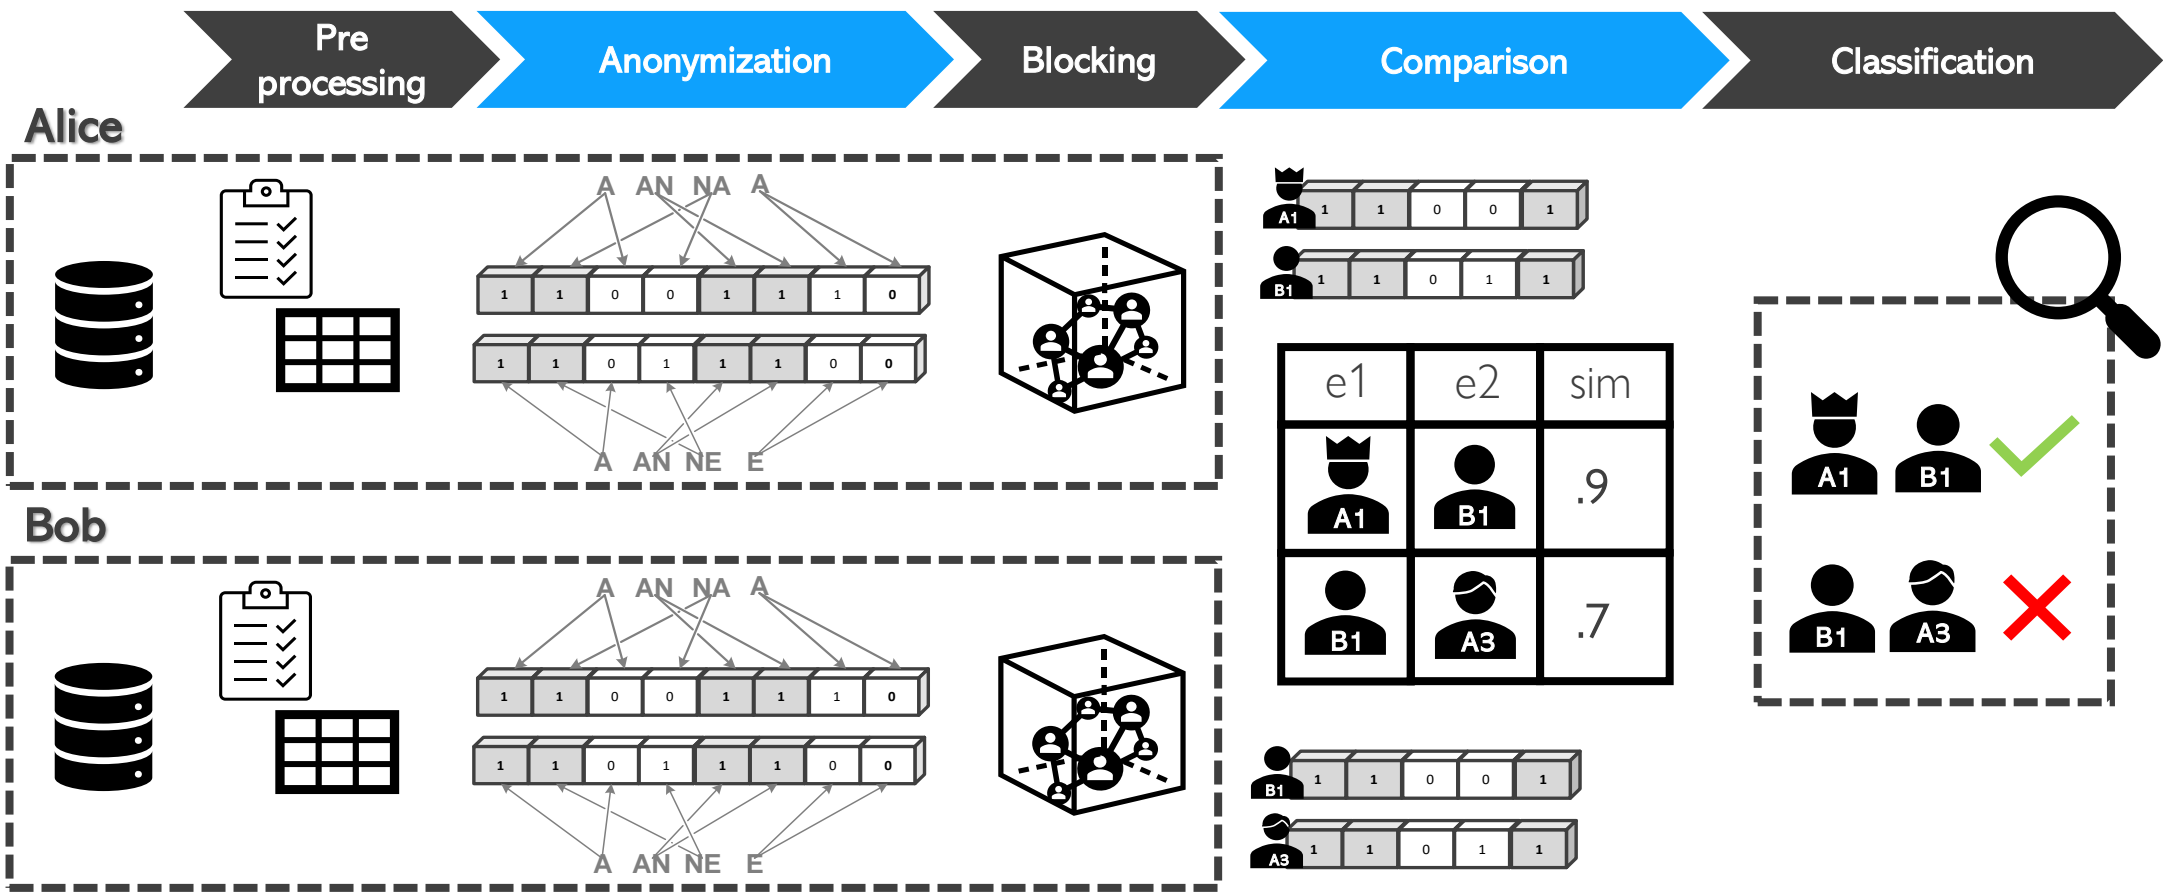 Pre
processing
Anonymization
Blocking
Comparison
Classification
Alice
A AN NA A
1 1 0 0 1 1 1 0
1 1 0 1 1 1 0 0
A AN NE E
Bob
A AN NA A
1 1 0 0 1 1 1 0
1 1 0 1 1 1 0 0
A AN NE E
A1 1 1 0 0 1
B1 1 1 0 1 1
e1 e2 sim
A1 B1 .9
B1 A3 .7
B1 1 1 0 0 1
A3 1 1 0 1 1
A1 B1
B1 A3